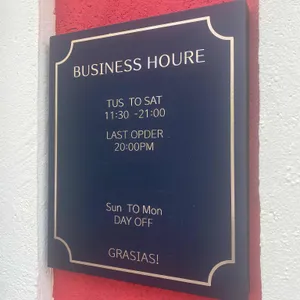 BUSINESS HOURE
TUS TO SAT
11:30 -21:00
LAST OPDER
20:00PM
Sun TO Mon
DAY OFF
GRASIAS!